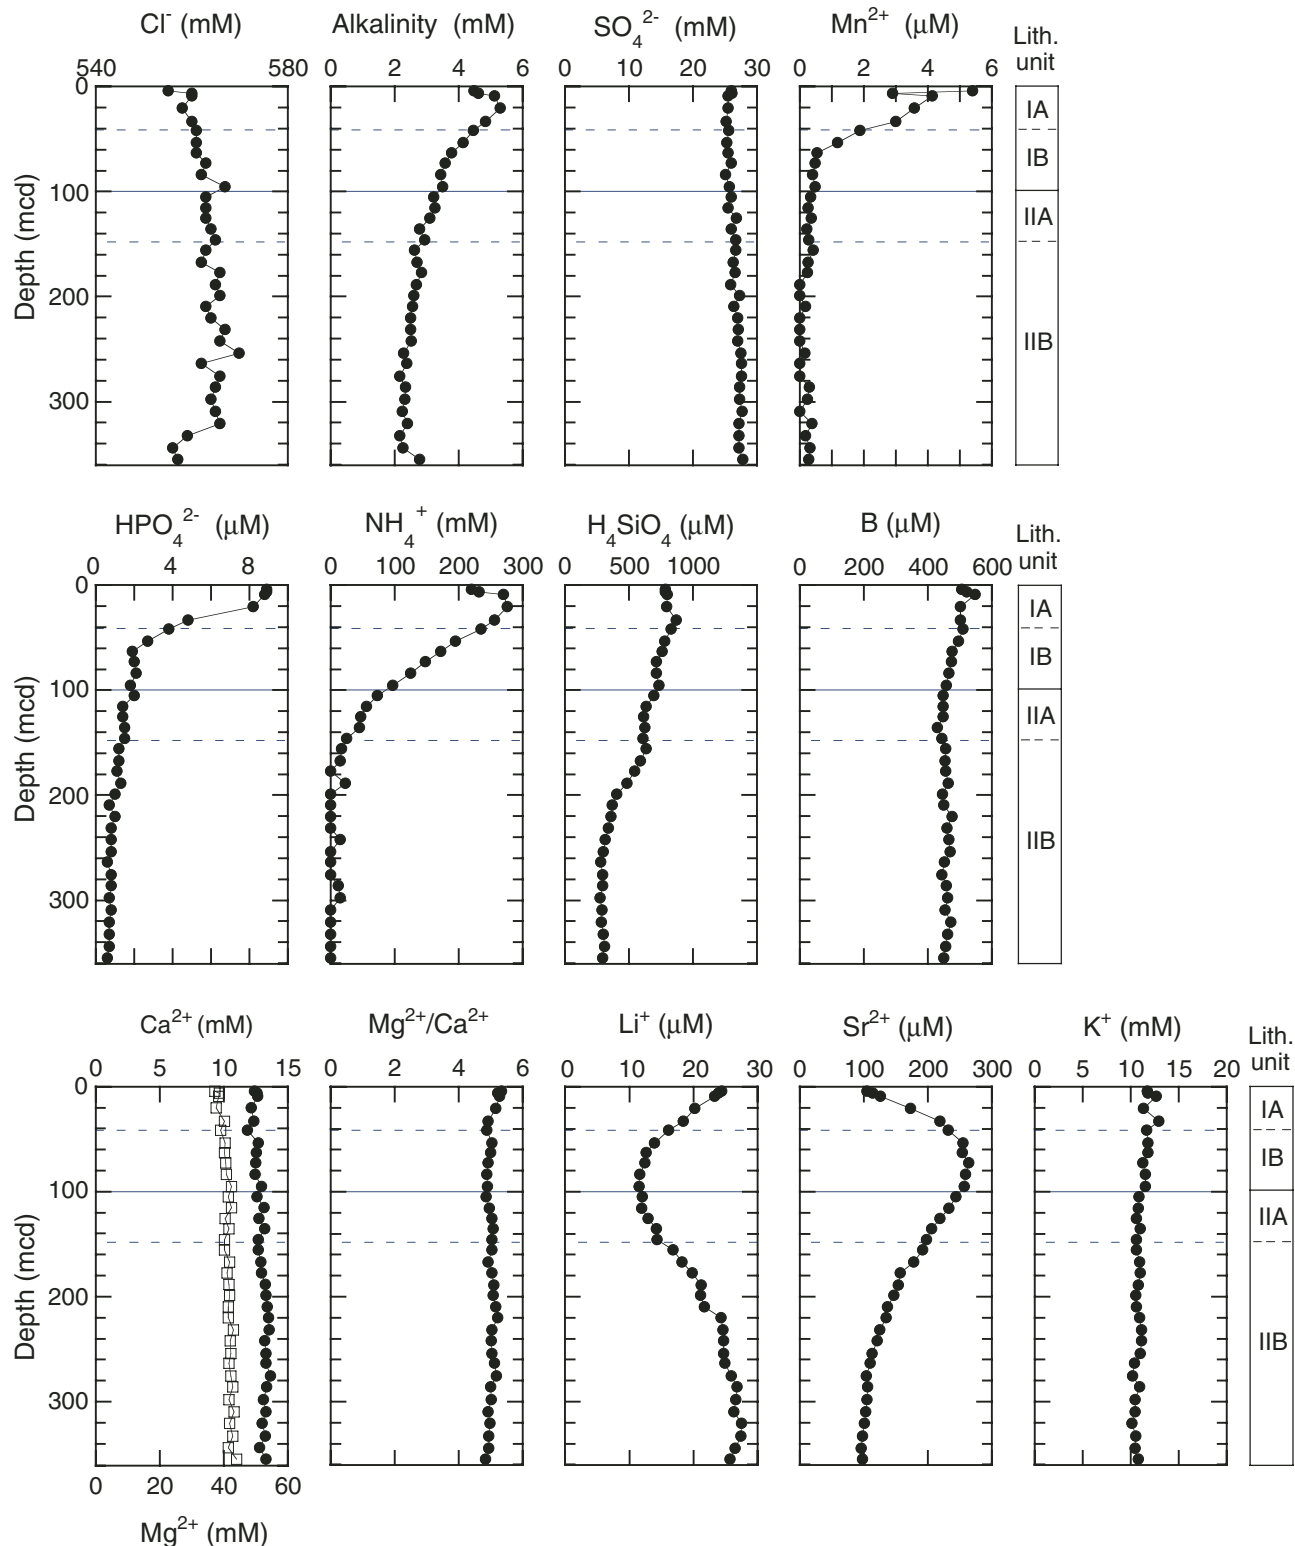 Cl⁻ (mM) Alkalinity (mM) SO₄²⁻ (mM) Mn²⁺ (µM) Lith. unit
540 580 0 2 4 6 0 10 20 30 0 2 4 6
0
100
200
300
Depth (mcd)
IA
IB
IIA
IIB
HPO₄²⁻ (µM) NH₄⁺ (mM) H₄SiO₄ (µM) B (µM) Lith. unit
0 4 8 0 100 200 300 0 500 1000 0 200 400 600
0
100
200
300
Depth (mcd)
IA
IB
IIA
IIB
Ca²⁺ (mM) Mg²⁺/Ca²⁺ Li⁺ (µM) Sr²⁺ (µM) K⁺ (mM) Lith. unit
0 5 10 15 0 2 4 6 0 10 20 30 0 100 200 300 0 5 10 15 20
0
100
200
300
Depth (mcd)
IA
IB
IIA
IIB
0 20 40 60
Mg²⁺ (mM)